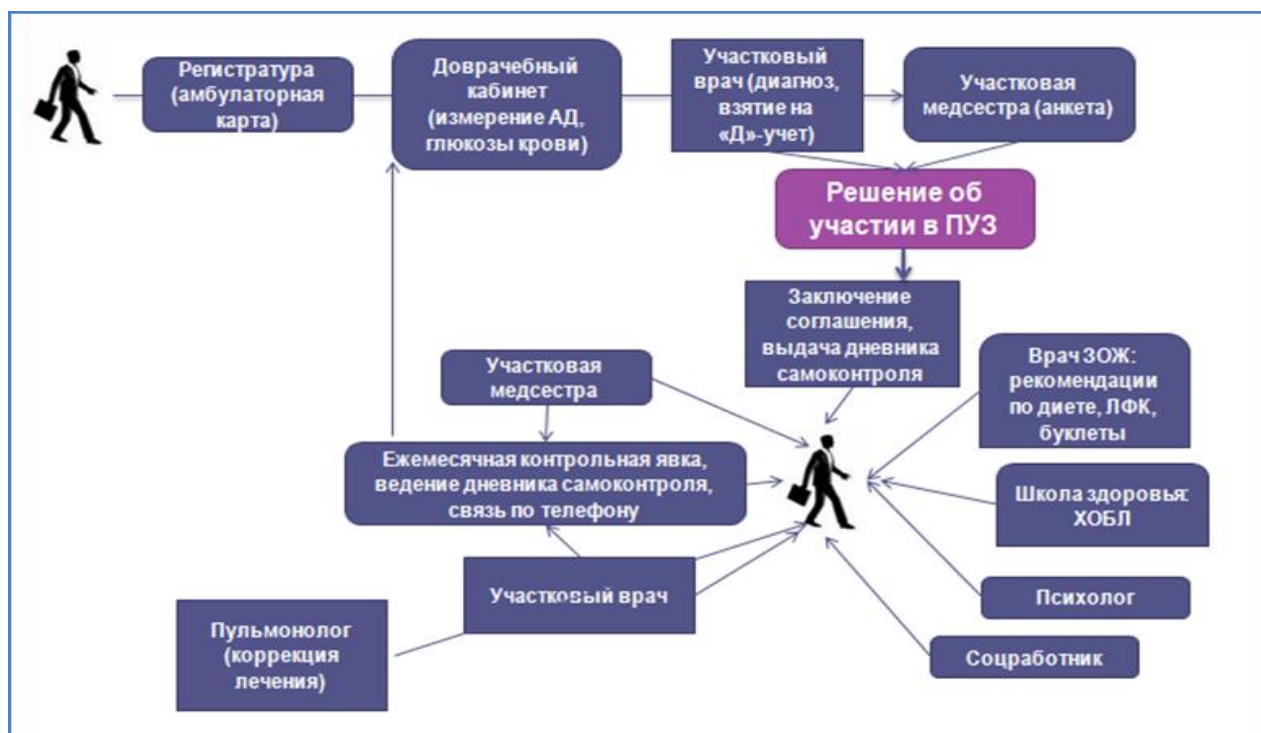 Регистратура
(амбулаторная
карта)
Доврачебный
кабинет
(измерение АД,
глюкозы крови)
Участковый
врач (диагноз,
взятие на
«Д»-учет)
Участковая
медсестра (анкета)
Решение об
участии в ПУЗ
Заключение
соглашения,
выдача дневника
самоконтроля
Врач ЗОЖ:
рекомендации
по диете, ЛФК,
буклеты
Участковая
медсестра
Ежемесячная контрольная явка,
ведение дневника самоконтроля,
связь по телефону
Школа здоровья:
ХОБЛ
Участковый врач
Психолог
Пульмонолог
(коррекция
лечения)
Соцработник